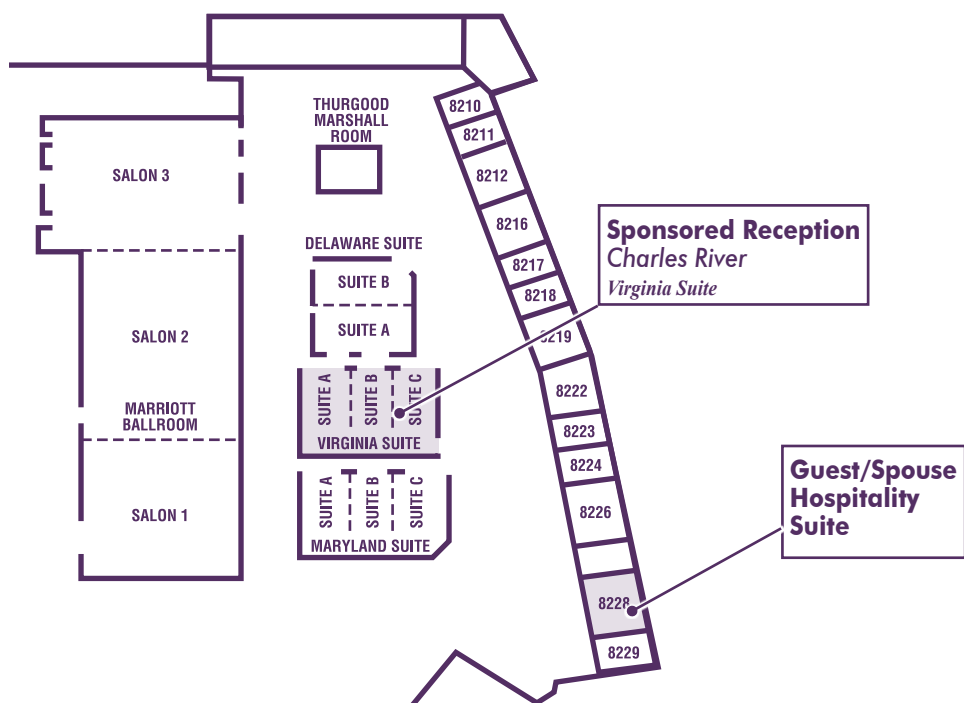 THURGOOD
MARSHALL
ROOM
8210
8211
SALON 3
8212
8216
Sponsored Reception
Charles River
Virginia Suite
DELAWARE SUITE
8217
SUITE B
8218
SUITE A
8219
SALON 2
SUITE A
SUITE B
SUITE C
8222
MARRIOTT
BALLROOM
8223
VIRGINIA SUITE
8224
Guest/Spouse
Hospitality
Suite
SUITE A
SUITE B
SUITE C
8226
SALON 1
MARYLAND SUITE
8228
8229